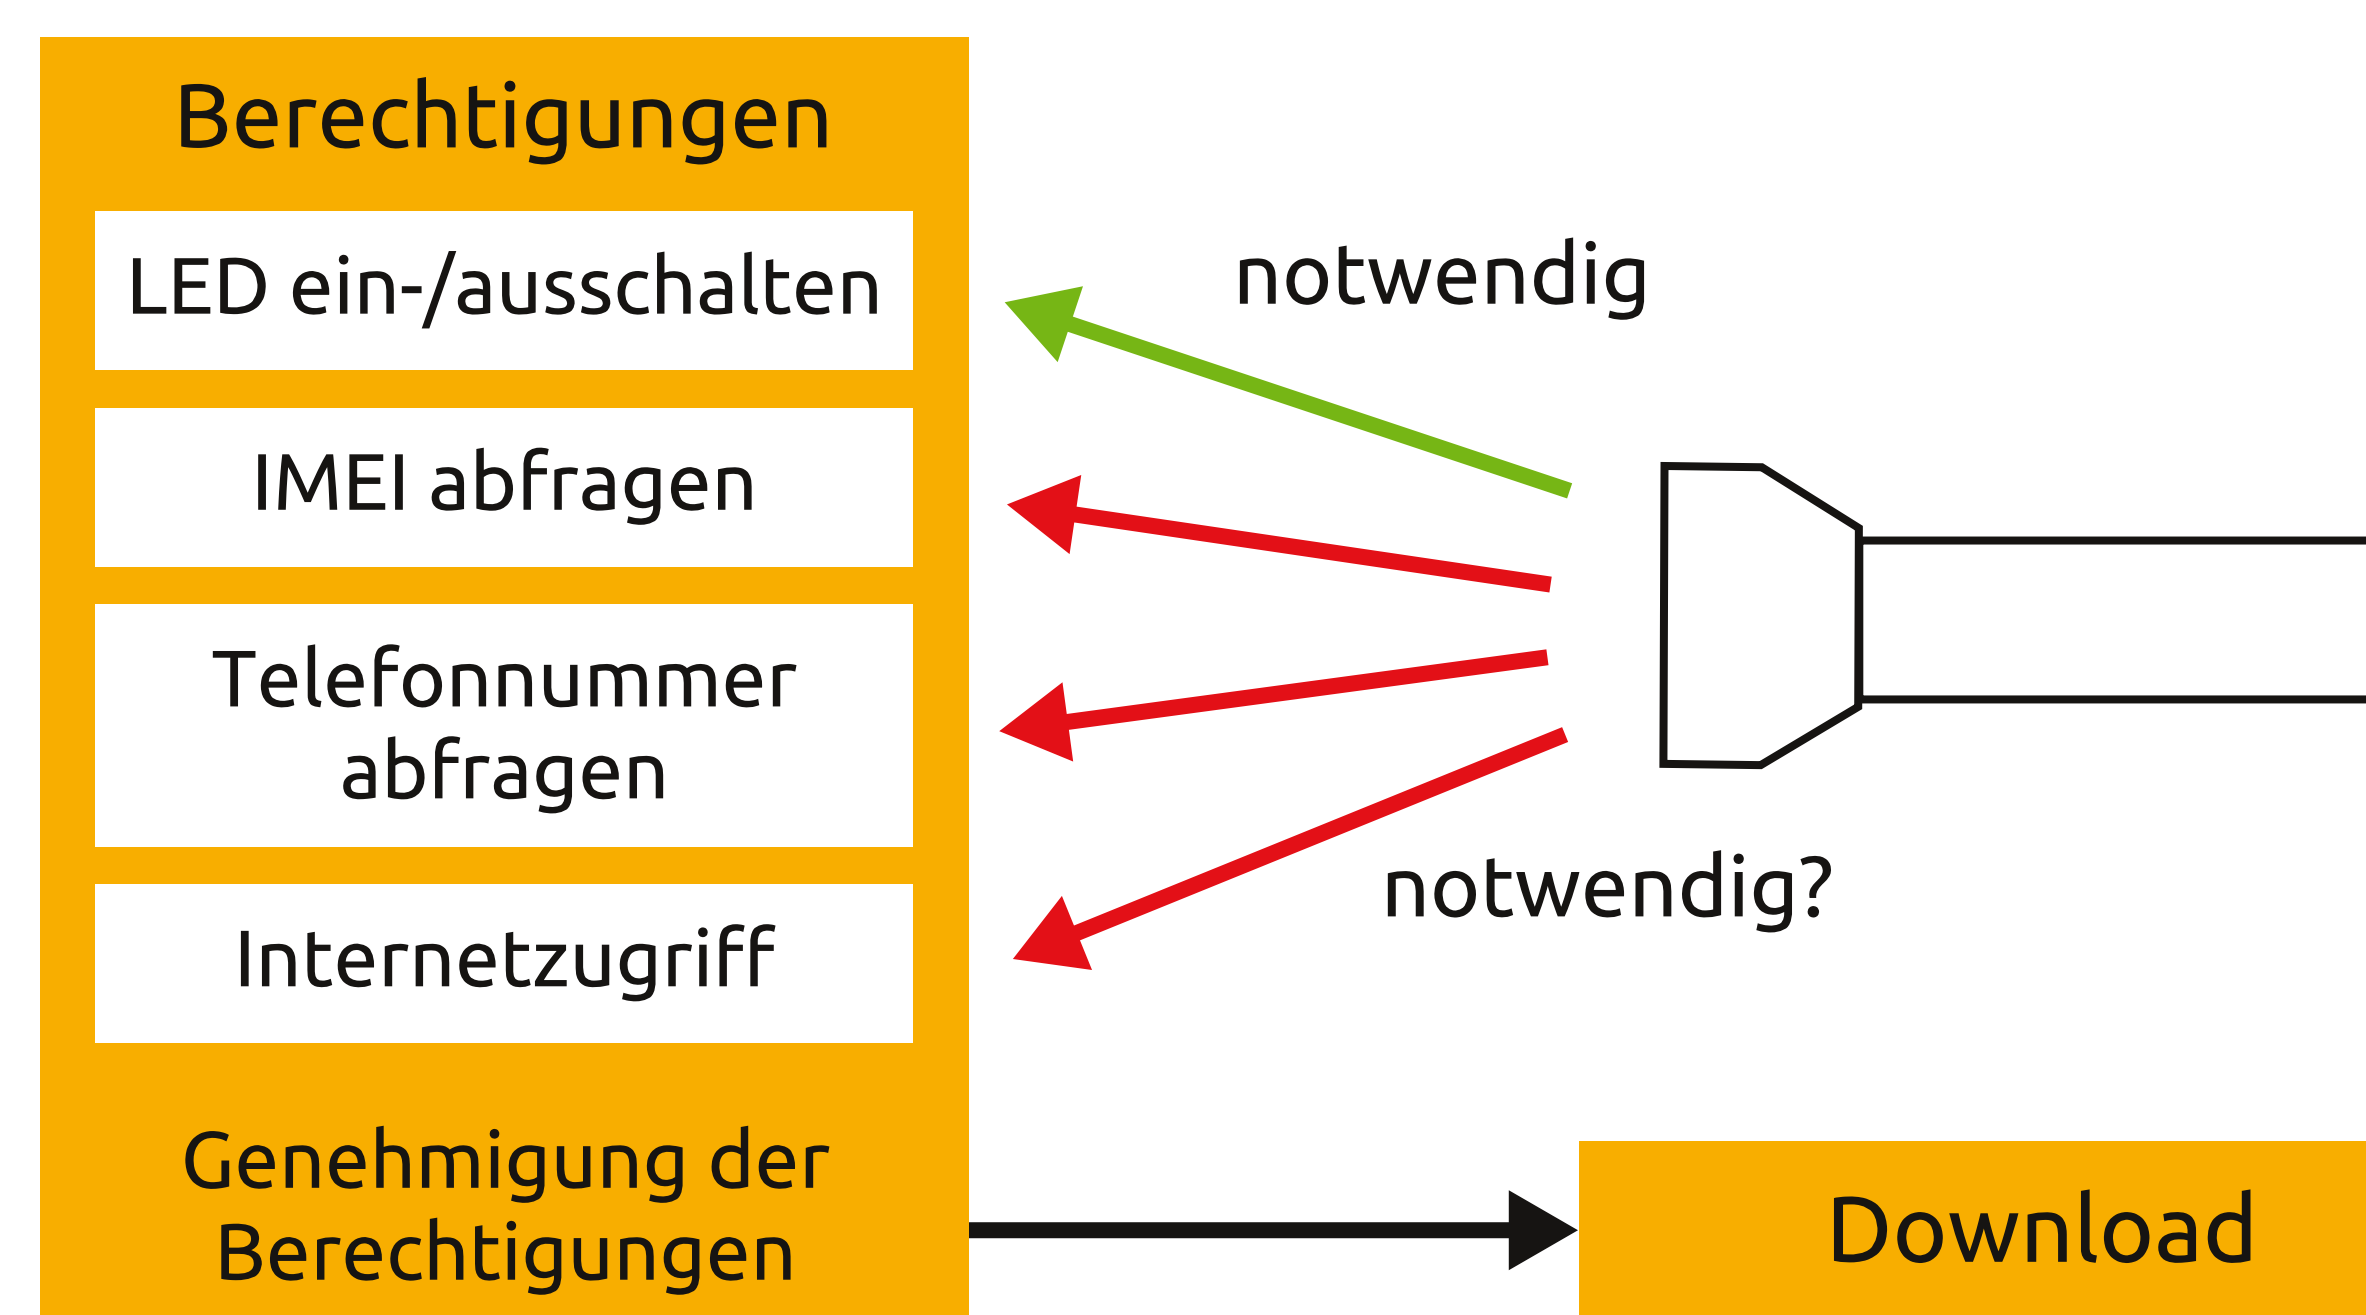 Berechtigungen
LED ein-/ausschalten
notwendig
IMEI abfragen
Telefonnummer
abfragen
notwendig?
Internetzugriff
Genehmigung der
Berechtigungen
Download